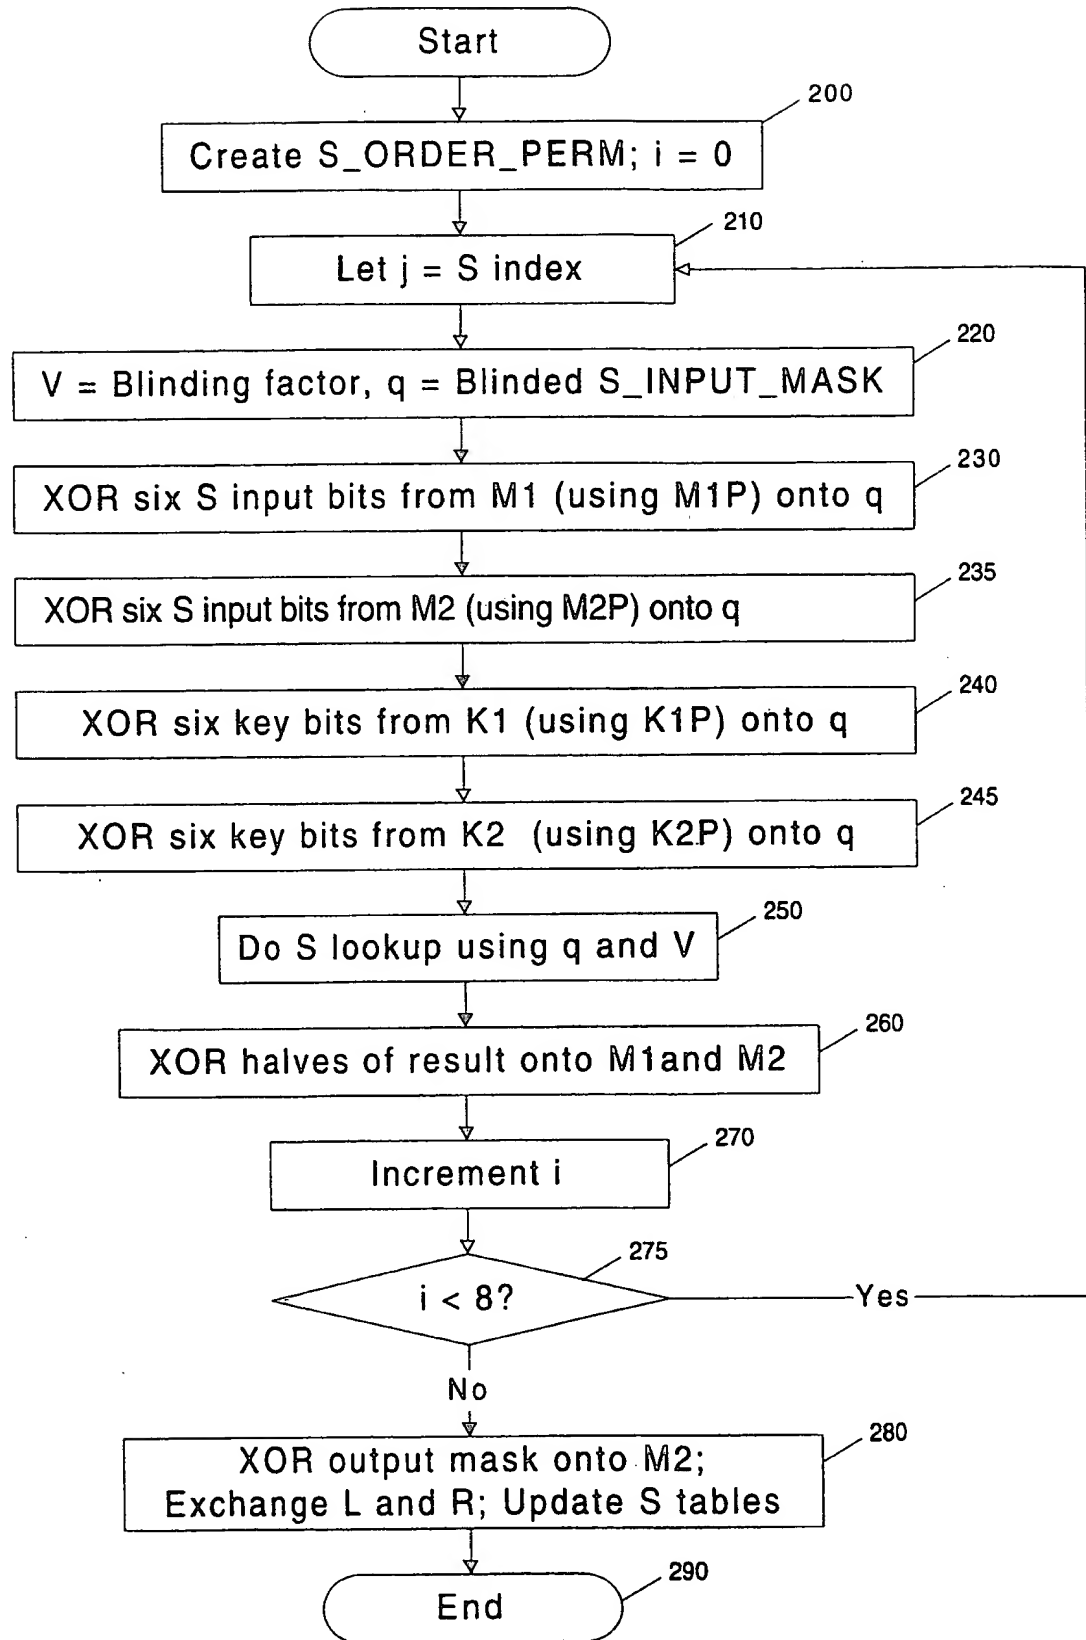 Start
200
Create S_ORDER_PERM; i = 0
210
Let j = S index
220
V = Blinding factor, q = Blinded S_INPUT_MASK
230
XOR six S input bits from M1 (using M1P) onto q
235
XOR six S input bits from M2 (using M2P) onto q
240
XOR six key bits from K1 (using K1P) onto q
245
XOR six key bits from K2 (using K2P) onto q
250
Do S lookup using q and V
260
XOR halves of result onto M1and M2
270
Increment i
275
i < 8?
Yes
No
280
XOR output mask onto M2;
Exchange L and R; Update S tables
290
End